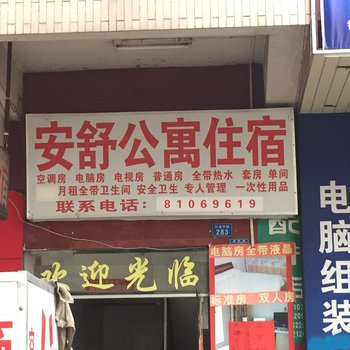 安舒公寓住宿
空调房 电脑房 电视房 普通房 全带热水 套房 单间
月租全带卫生间 安全卫生 专人管理 一次性用品
联系电话: 81069619
283
欢迎光临
电脑房全带液晶
标准房 双人房
电脑组装